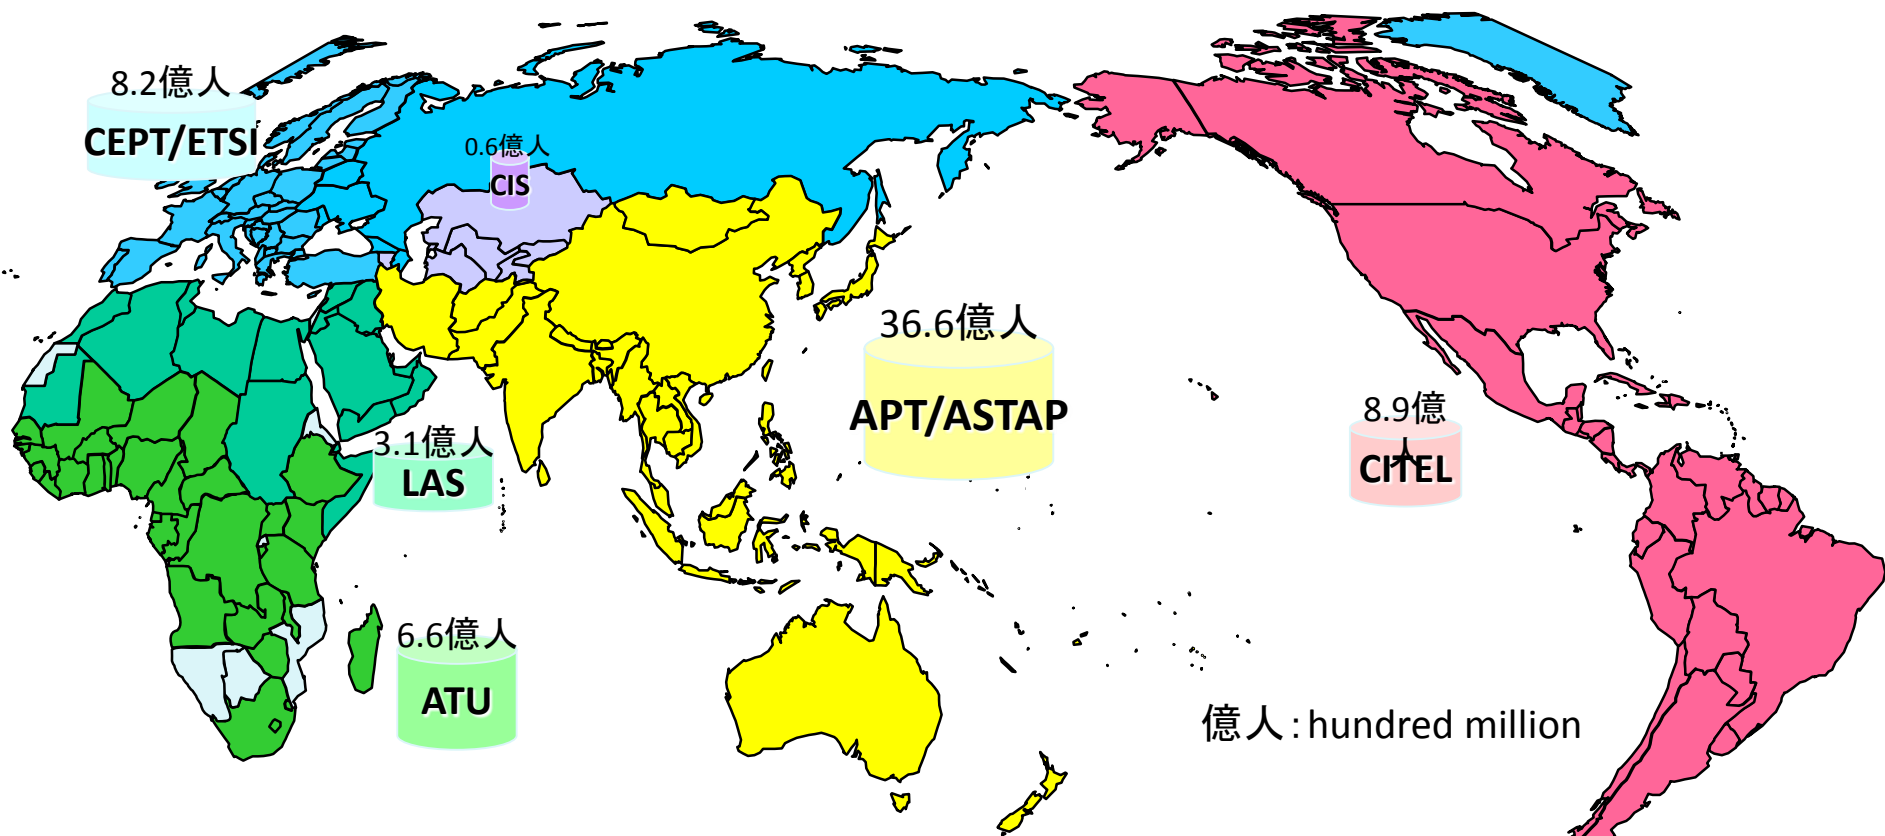 8.2億人
CEPT/ETSI
0.6億人
CIS
36.6億人
APT/ASTAP
8.9億
人
CITEL
3.1億人
LAS
6.6億人
ATU
億人：hundred million